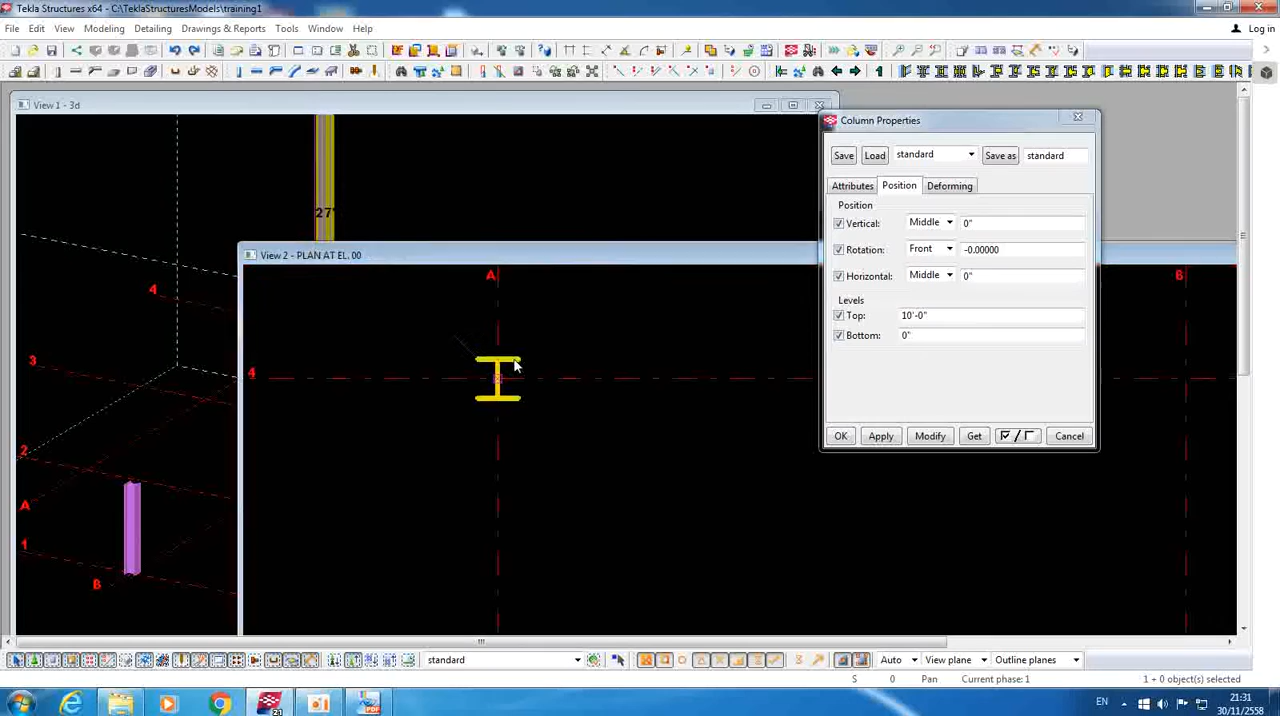 Tekla Structures x64 - C:\TeklaStructuresModels\training1
File Edit View Modeling Detailing Drawings & Reports Tools Window Help
Log in
View 1 - 3d
27'
4
3
2
A
1
B
View 2 - PLAN AT EL. 00
A
B
4
Column Properties
Save Load standard Save as standard
Attributes Position Deforming
Position
Vertical: Middle 0"
Rotation: Front -0.00000
Horizontal: Middle 0"
Levels
Top: 10'-0"
Bottom: 0"
OK Apply Modify Get / Cancel
standard Auto View plane Outline planes
S 0 Pan Current phase: 1 1 + 0 object(s) selected
21
EN 21:31
30/11/2558